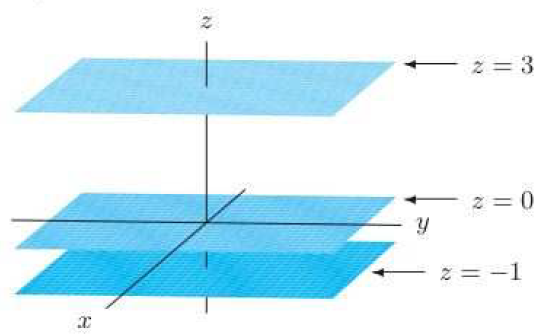 z
z = 3
z = 0
y
z = −1
x